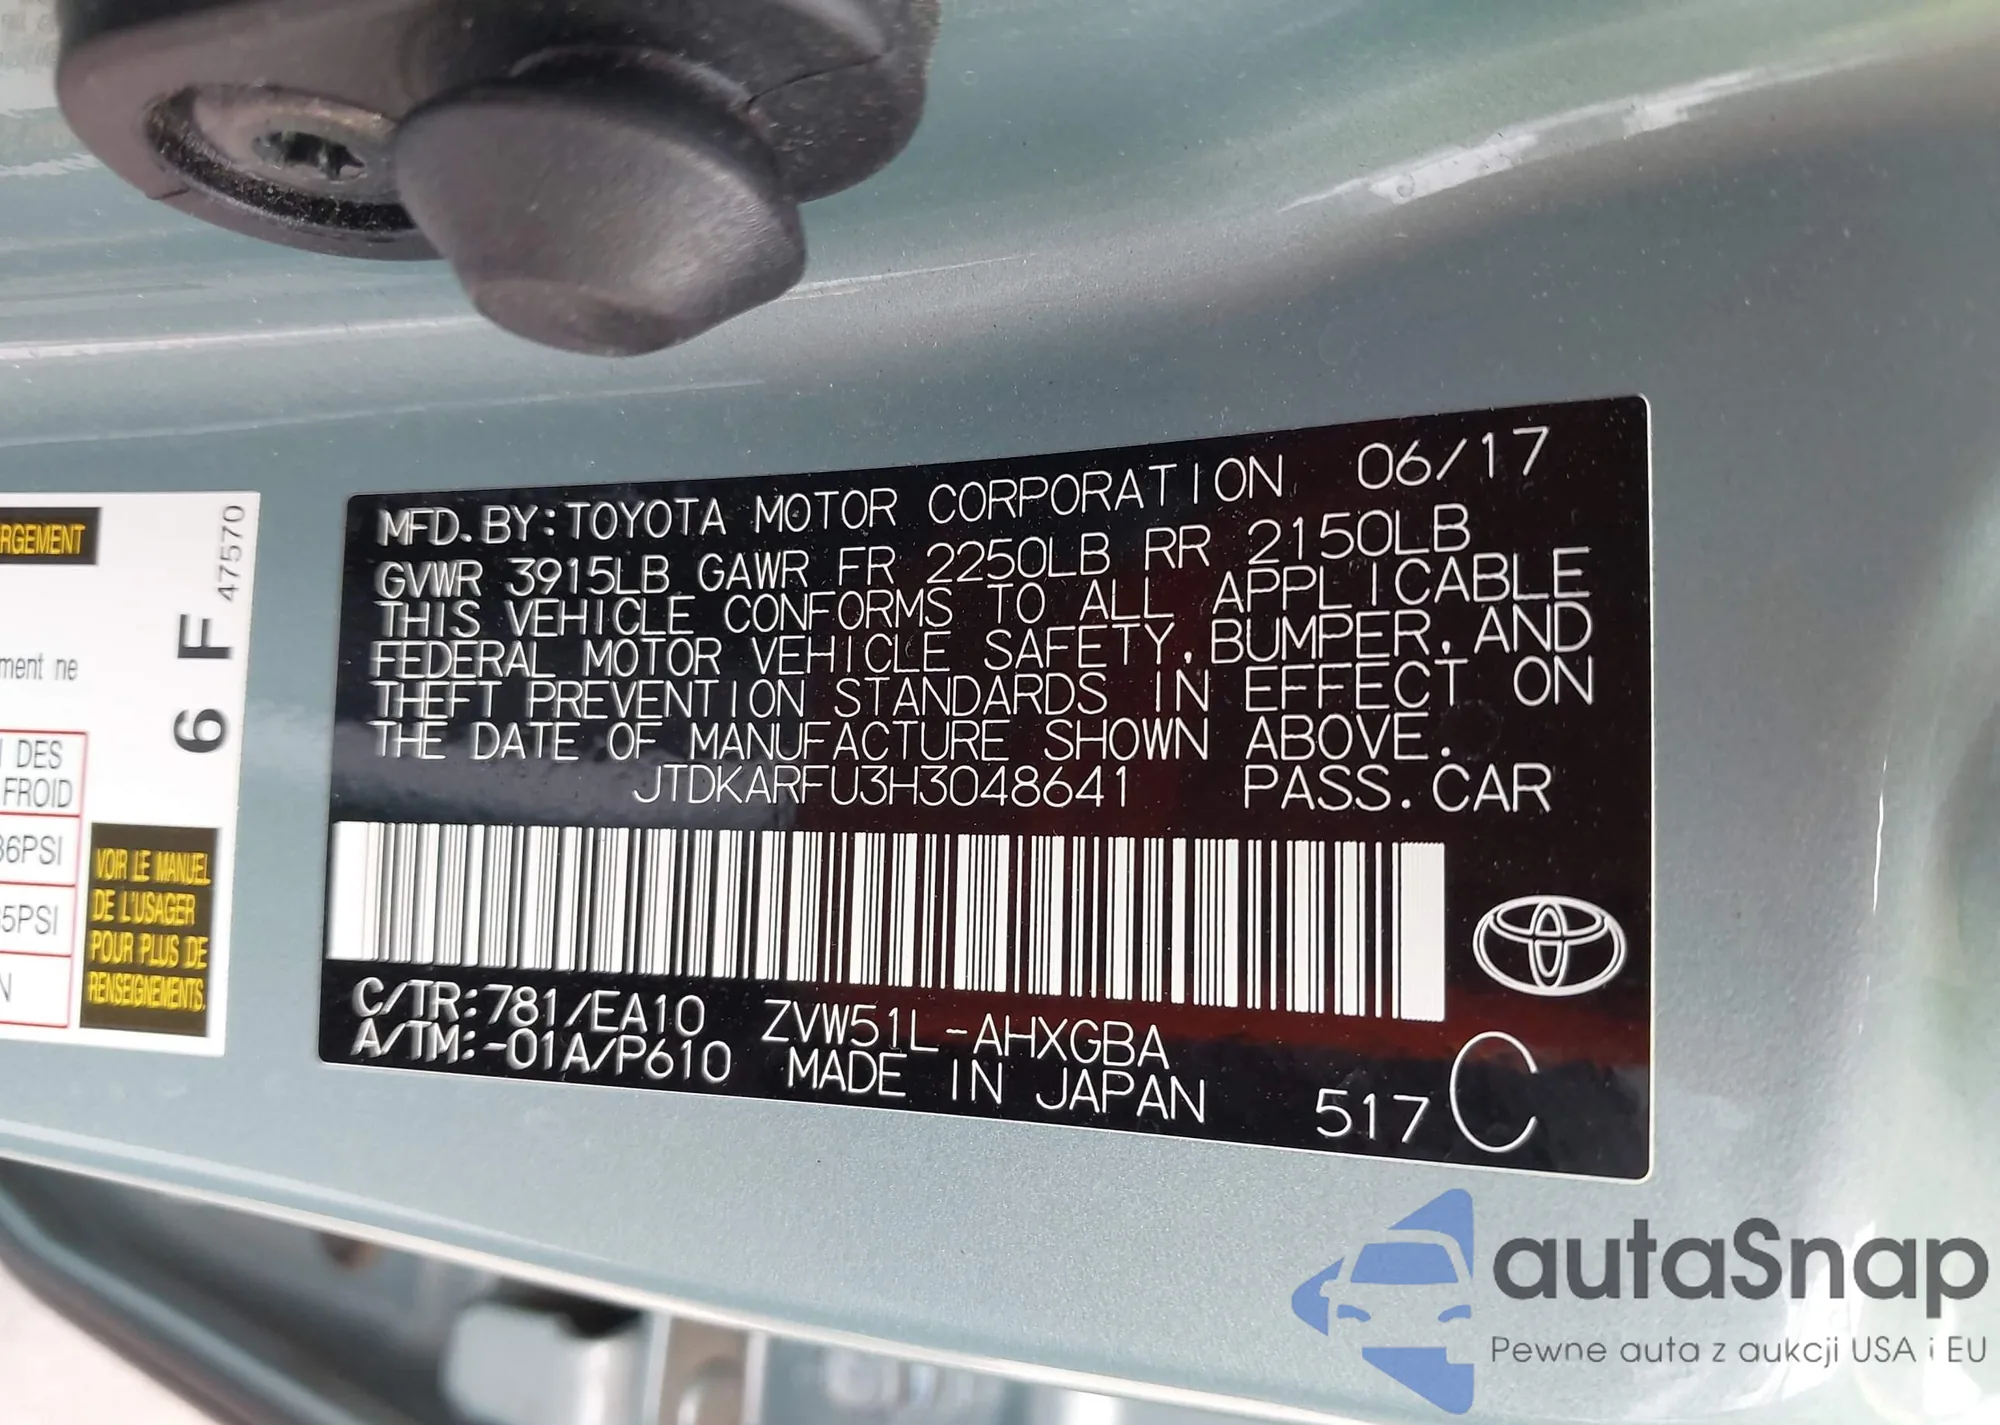 MFD. BY: TOYOTA MOTOR CORPORATION 06/17
GVWR 3915LB GAWR FR 2250LB RR 2150LB
THIS VEHICLE CONFORMS TO ALL APPLICABLE
FEDERAL MOTOR VEHICLE SAFETY, BUMPER, AND
THEFT PREVENTION STANDARDS IN EFFECT ON
THE DATE OF MANUFACTURE SHOWN ABOVE.
JTDKARFU3H3048641 PASS. CAR
C/TR:781/EA10 ZVW51L-AHXGBA
A/TM:-01A/P610 MADE IN JAPAN 517 C
RGEMENT
47570
6 F
ment ne
DES
FROID
36PSI
35PSI
N
VOIR LE MANUEL
DE L'USAGER
POUR PLUS DE
RENSEIGNEMENTS.
autaSnap
Pewne auta z aukcji USA i EU